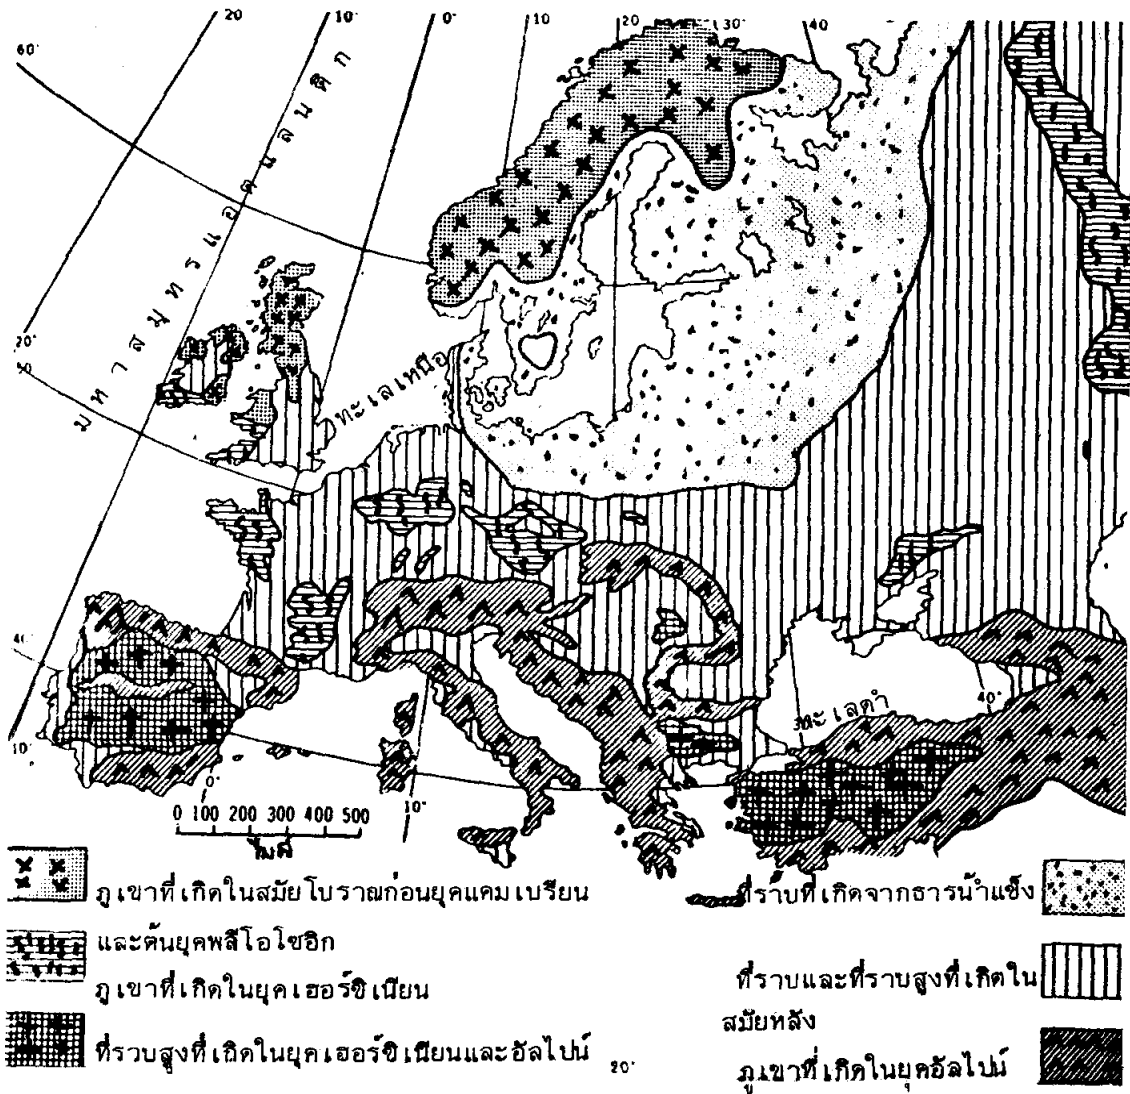 20 10° 0° 10 20 30° 40
60°
มหาสมุทรแอตแลนติก
20°
50
ทะเลเหนือ
40°
ทะเลดำ
40°
10° 0° 10°
0 100 200 300 400 500
ไมล์
ภูเขาที่เกิดในสมัยโบราณก่อนยุคแคมเบรียน
และต้นยุคพลีโอโซอิก
ภูเขาที่เกิดในยุคเฮอร์ซิเนียน
ที่ราบสูงที่เกิดในยุคเฮอร์ซิเนียนและอัลไปน์
20°
ที่ราบที่เกิดจากธารน้ำแข็ง
ที่ราบและที่ราบสูงที่เกิดใน
สมัยหลัง
ภูเขาที่เกิดในยุคอัลไปน์